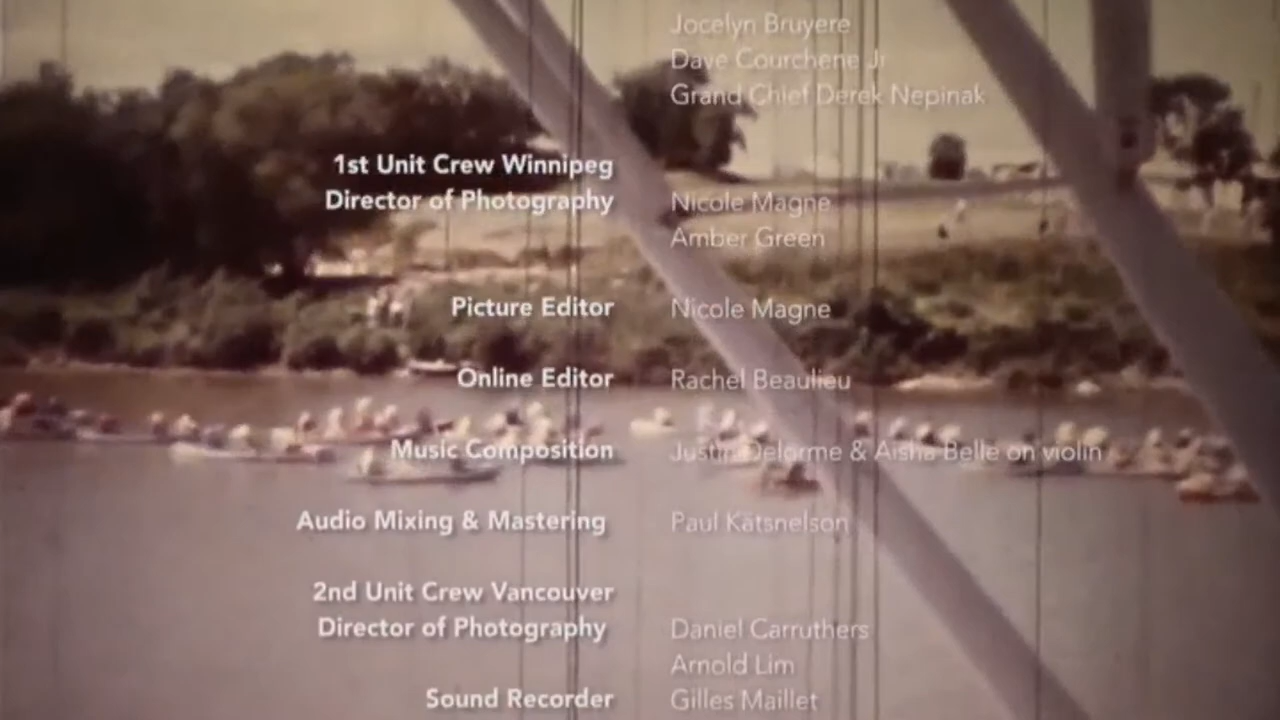 Jocelyn Bruyere
Dave Courchene Jr
Grand Chief Derek Nepinak
1st Unit Crew Winnipeg
Director of Photography Nicole Magne
Amber Green
Picture Editor Nicole Magne
Online Editor Rachel Beaulieu
Music Composition Justin Delorme & Aisha Belle on violin
Audio Mixing & Mastering Paul Katsnelson
2nd Unit Crew Vancouver
Director of Photography Daniel Carruthers
Arnold Lim
Sound Recorder Gilles Maillet